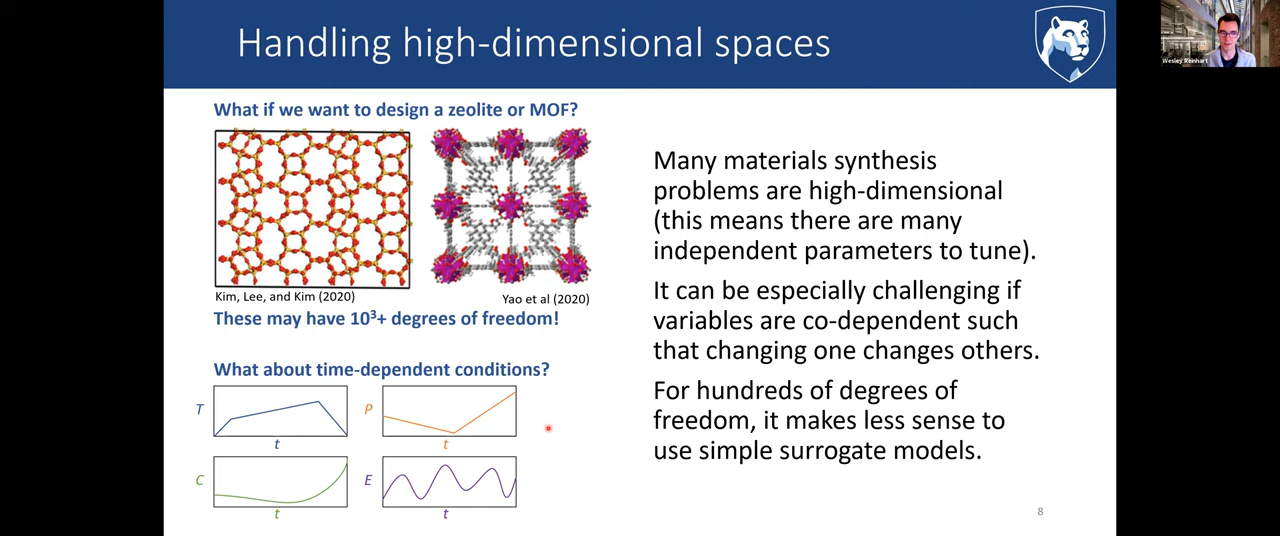 Handling high-dimensional spaces
Wesley Reinhart
What if we want to design a zeolite or MOF?
Kim, Lee, and Kim (2020)
Yao et al (2020)
These may have 10³+ degrees of freedom!
What about time-dependent conditions?
T
t
P
t
C
t
E
t
Many materials synthesis
problems are high-dimensional
(this means there are many
independent parameters to tune).
It can be especially challenging if
variables are co-dependent such
that changing one changes others.
For hundreds of degrees of
freedom, it makes less sense to
use simple surrogate models.
8